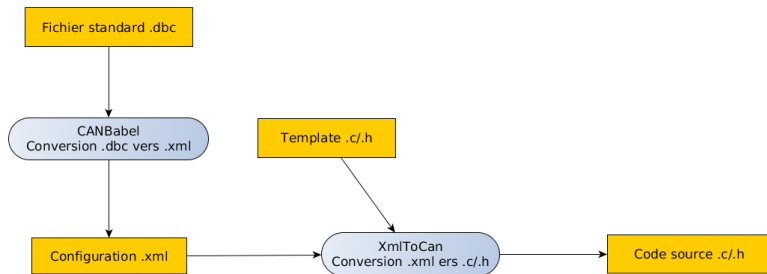 Fichier standard .dbc
CANBabel
Conversion .dbc vers .xml
Template .c/.h
Configuration .xml
XmlToCan
Conversion .xml ers .c/.h
Code source .c/.h